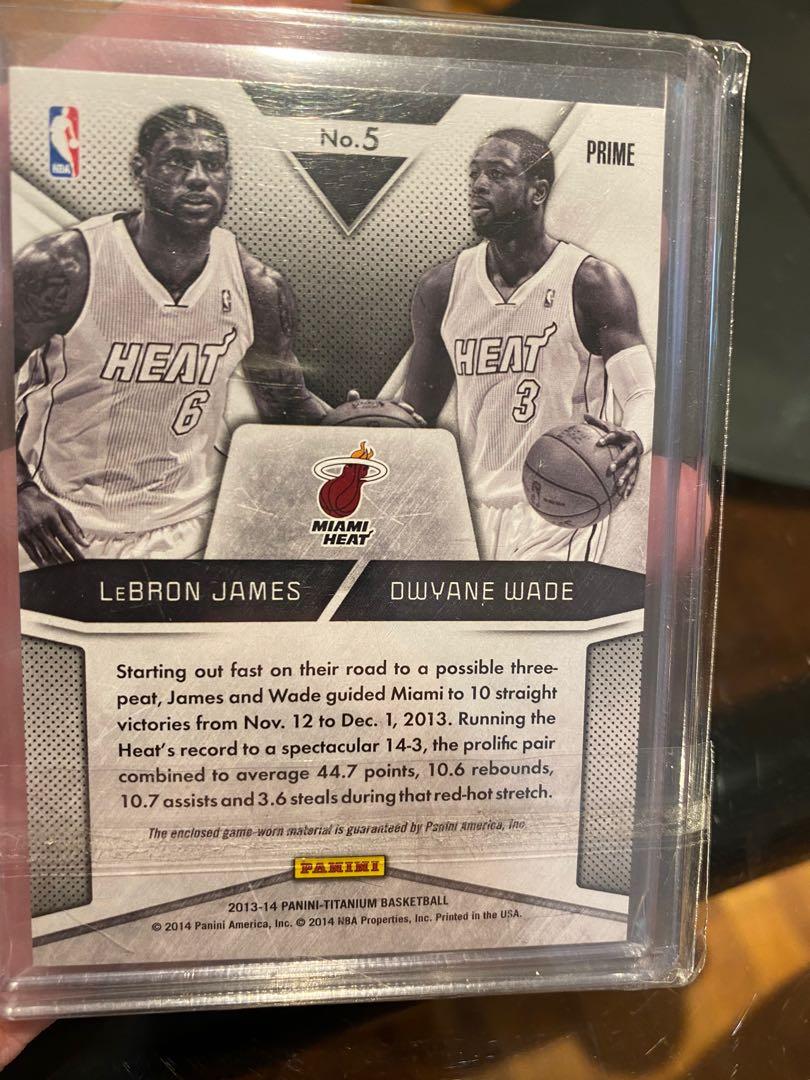 NBA
No.5
PRIME
HEAT
6
HEAT
3
MIAMI
HEAT
LeBRON JAMES
DWYANE WADE
Starting out fast on their road to a possible three-
peat, James and Wade guided Miami to 10 straight
victories from Nov. 12 to Dec. 1, 2013. Running the
Heat's record to a spectacular 14-3, the prolific pair
combined to average 44.7 points, 10.6 rebounds,
10.7 assists and 3.6 steals during that red-hot stretch.
The enclosed game-worn material is guaranteed by Panini America, Inc.
PANINI
2013-14 PANINI-TITANIUM BASKETBALL
© 2014 Panini America, Inc. © 2014 NBA Properties, Inc. Printed in the USA.